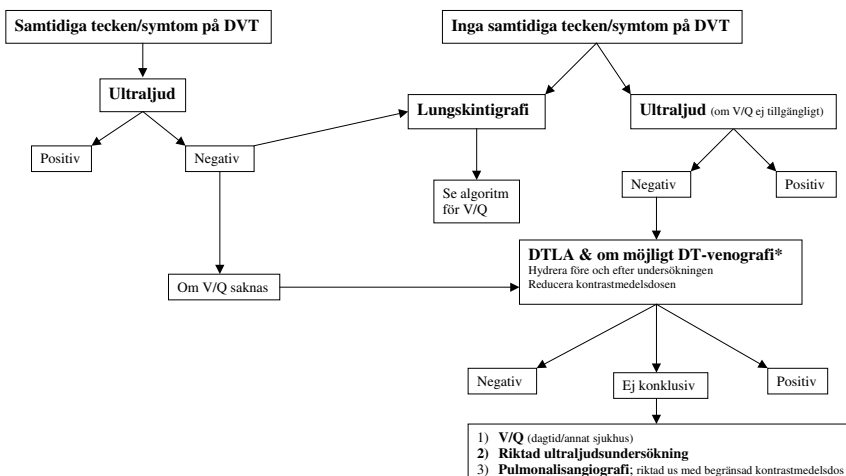 Samtidiga tecken/symtom på DVT
Inga samtidiga tecken/symtom på DVT
Ultraljud
Lungskintigrafi
Ultraljud (om V/Q ej tillgängligt)
Positiv
Negativ
Se algoritm
för V/Q
Negativ
Positiv
DTLA & om möjligt DT-venografi*
Hydrera före och efter undersökningen
Reducera kontrastmedelsdosen
Om V/Q saknas
Negativ
Ej konklusiv
Positiv
1) V/Q (dagtid/annat sjukhus)
2) Riktad ultraljudsundersökning
3) Pulmonalisangiografi; riktad us med begränsad kontrastmedelsdos